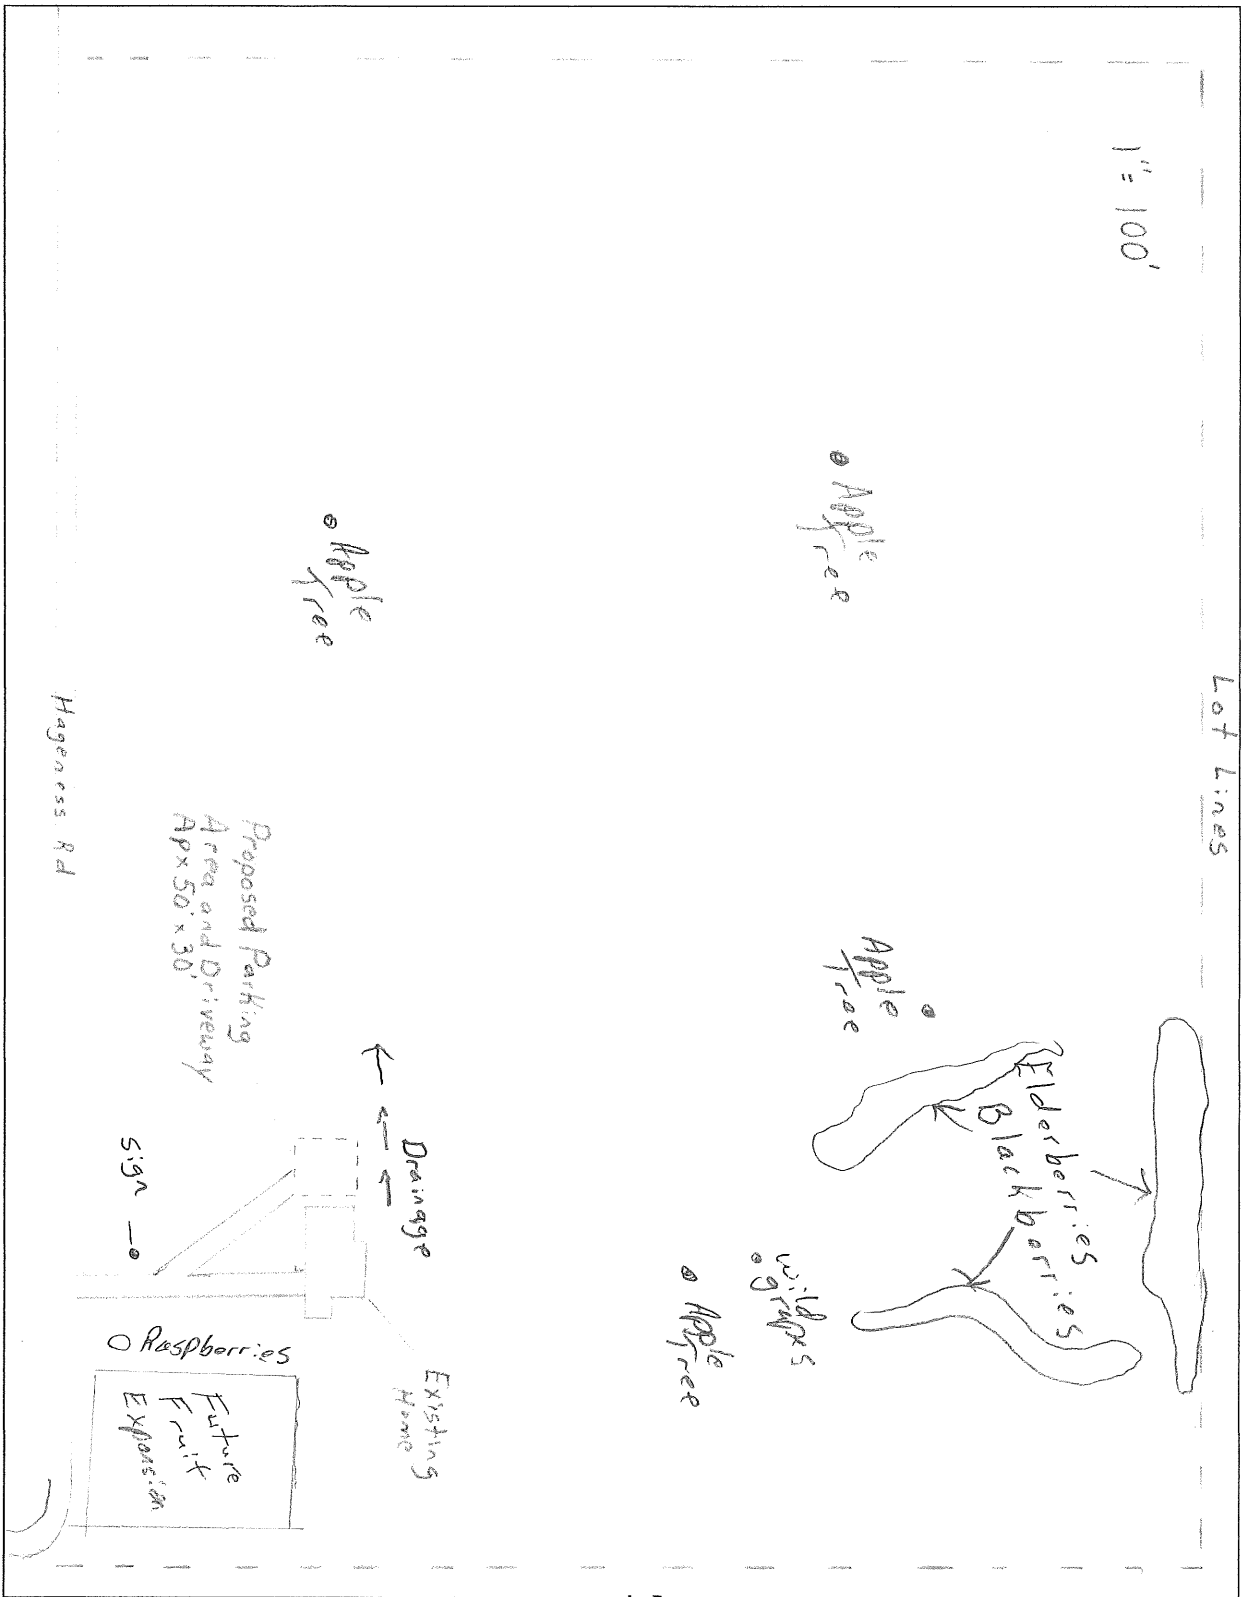 Lot Lines
1" = 100'
Apple
Tree
Apple
Tree
Apple
Tree
Elderberries
Blackberries
Wild
grapes
Apple
Tree
Drainage
Existing
Home
Proposed Parking
Area and Driveway
Apx 50' x 30'
Sign
Raspberries
Future
Fruit
Expansion
Hageness Rd